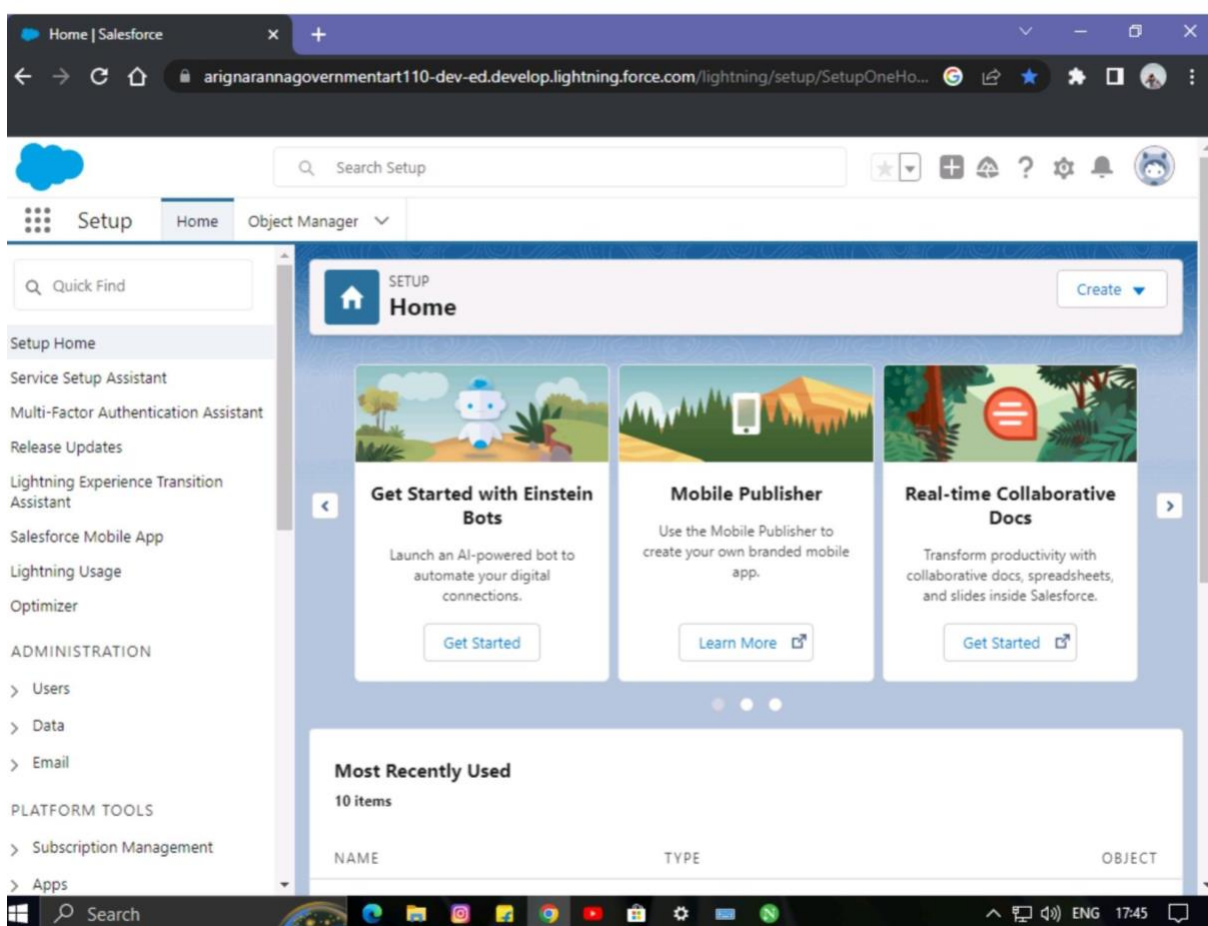 Home | Salesforce
arignarannagovernmentart110-dev-ed.develop.lightning.force.com/lightning/setup/SetupOneHo...
Search Setup
Setup
Home
Object Manager
Quick Find
Setup Home
Service Setup Assistant
Multi-Factor Authentication Assistant
Release Updates
Lightning Experience Transition
Assistant
Salesforce Mobile App
Lightning Usage
Optimizer
ADMINISTRATION
Users
Data
Email
PLATFORM TOOLS
Subscription Management
Apps
SETUP
Home
Create
Get Started with Einstein
Bots
Launch an AI-powered bot to
automate your digital
connections.
Get Started
Mobile Publisher
Use the Mobile Publisher to
create your own branded mobile
app.
Learn More
Real-time Collaborative
Docs
Transform productivity with
collaborative docs, spreadsheets,
and slides inside Salesforce.
Get Started
Most Recently Used
10 items
NAME
TYPE
OBJECT
Search
ENG
17:45